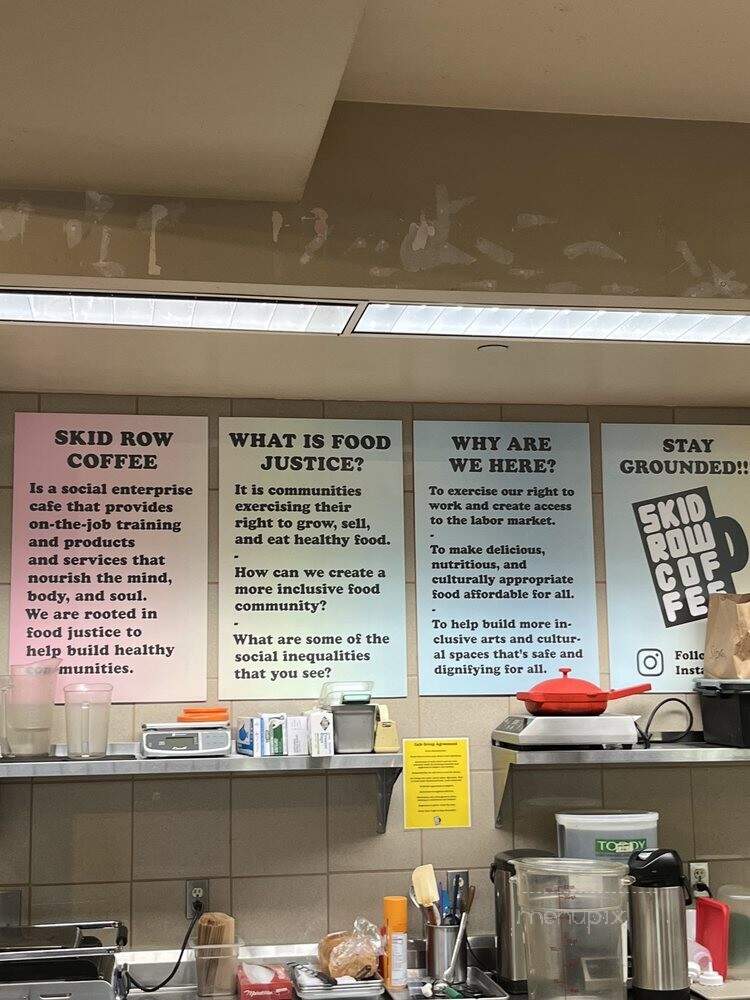 SKID ROW
COFFEE
Is a social enterprise
cafe that provides
on-the-job training
and products
and services that
nourish the mind,
body, and soul.
We are rooted in
food justice to
help build healthy
communities.
WHAT IS FOOD
JUSTICE?
It is communities
exercising their
right to grow, sell,
and eat healthy food.
-
How can we create a
more inclusive food
community?
-
What are some of the
social inequalities
that you see?
WHY ARE
WE HERE?
To exercise our right to
work and create access
to the labor market.
-
To make delicious,
nutritious, and
culturally appropriate
food affordable for all.
-
To help build more in-
clusive arts and cultur-
al spaces that's safe and
dignifying for all.
STAY
GROUNDED!!
SKID
ROW
COF
FE
Follo
Insta
Safe Group Agreement
TODDY